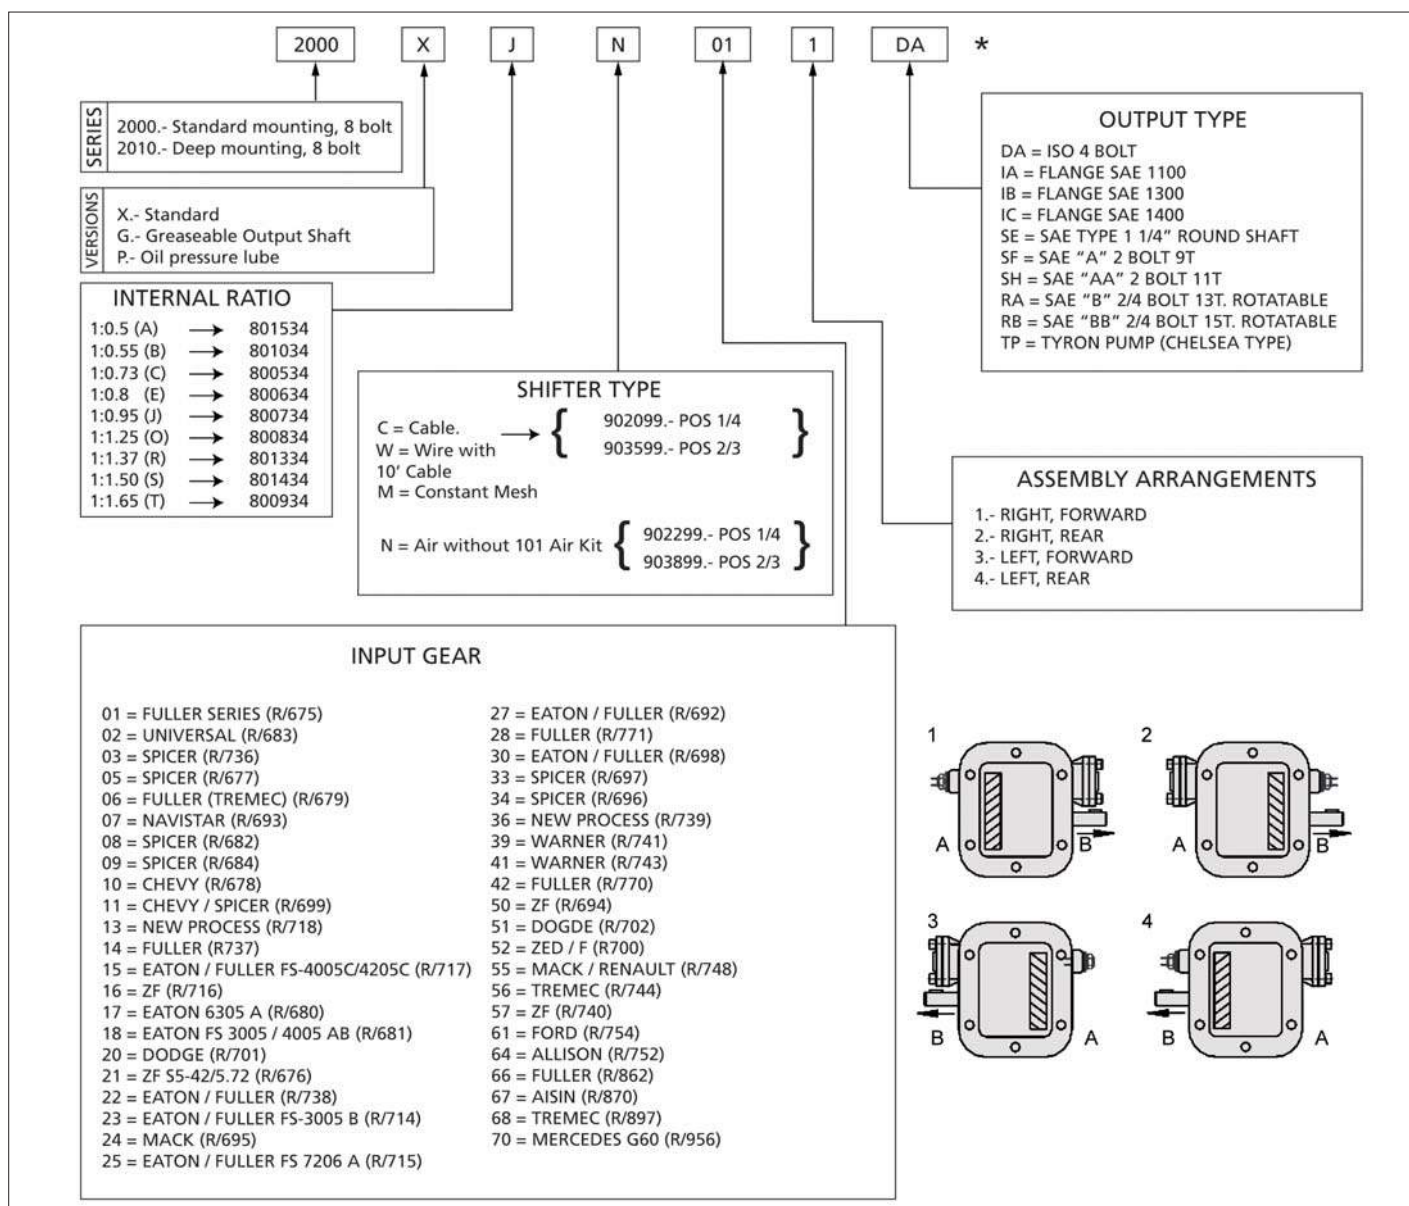 2000 X J N 01 1 DA *
SERIES
2000.- Standard mounting, 8 bolt
2010.- Deep mounting, 8 bolt
VERSIONS
X.- Standard
G.- Greaseable Output Shaft
P.- Oil pressure lube
INTERNAL RATIO
1:0.5 (A) → 801534
1:0.55 (B) → 801034
1:0.73 (C) → 800534
1:0.8 (E) → 800634
1:0.95 (J) → 800734
1:1.25 (O) → 800834
1:1.37 (R) → 801334
1:1.50 (S) → 801434
1:1.65 (T) → 800934
SHIFTER TYPE
C = Cable.
W = Wire with
10' Cable
M = Constant Mesh
902099.- POS 1/4
903599.- POS 2/3
N = Air without 101 Air Kit
902299.- POS 1/4
903899.- POS 2/3
OUTPUT TYPE
DA = ISO 4 BOLT
IA = FLANGE SAE 1100
IB = FLANGE SAE 1300
IC = FLANGE SAE 1400
SE = SAE TYPE 1 1/4” ROUND SHAFT
SF = SAE “A” 2 BOLT 9T
SH = SAE “AA” 2 BOLT 11T
RA = SAE “B” 2/4 BOLT 13T. ROTATABLE
RB = SAE “BB” 2/4 BOLT 15T. ROTATABLE
TP = TYRON PUMP (CHELSEA TYPE)
ASSEMBLY ARRANGEMENTS
1.- RIGHT, FORWARD
2.- RIGHT, REAR
3.- LEFT, FORWARD
4.- LEFT, REAR
INPUT GEAR
01 = FULLER SERIES (R/675)
02 = UNIVERSAL (R/683)
03 = SPICER (R/736)
05 = SPICER (R/677)
06 = FULLER (TREMEC) (R/679)
07 = NAVISTAR (R/693)
08 = SPICER (R/682)
09 = SPICER (R/684)
10 = CHEVY (R/678)
11 = CHEVY / SPICER (R/699)
13 = NEW PROCESS (R/718)
14 = FULLER (R/737)
15 = EATON / FULLER FS-4005C/4205C (R/717)
16 = ZF (R/716)
17 = EATON 6305 A (R/680)
18 = EATON FS 3005 / 4005 AB (R/681)
20 = DODGE (R/701)
21 = ZF S5-42/5.72 (R/676)
22 = EATON / FULLER (R/738)
23 = EATON / FULLER FS-3005 B (R/714)
24 = MACK (R/695)
25 = EATON / FULLER FS 7206 A (R/715)
27 = EATON / FULLER (R/692)
28 = FULLER (R/771)
30 = EATON / FULLER (R/698)
33 = SPICER (R/697)
34 = SPICER (R/696)
36 = NEW PROCESS (R/739)
39 = WARNER (R/741)
41 = WARNER (R/743)
42 = FULLER (R/770)
50 = ZF (R/694)
51 = DOGDE (R/702)
52 = ZED / F (R700)
55 = MACK / RENAULT (R/748)
56 = TREMEC (R/744)
57 = ZF (R/740)
61 = FORD (R/754)
64 = ALLISON (R/752)
66 = FULLER (R/862)
67 = AISIN (R/870)
68 = TREMEC (R/897)
70 = MERCEDES G60 (R/956)
1
A
B
2
A
B
3
B
A
4
B
A